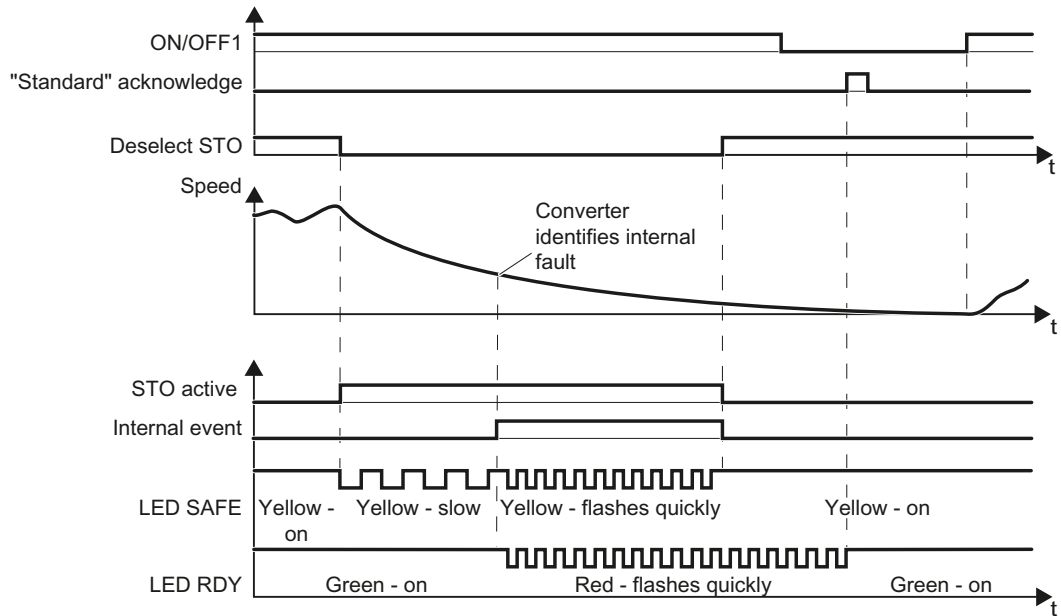 ON/OFF1
"Standard" acknowledge
Deselect STO
t
Speed
Converter
identifies internal
fault
t
STO active
Internal event
LED SAFE
Yellow -
on
Yellow - slow
Yellow - flashes quickly
Yellow - on
LED RDY
Green - on
Red - flashes quickly
Green - on
t